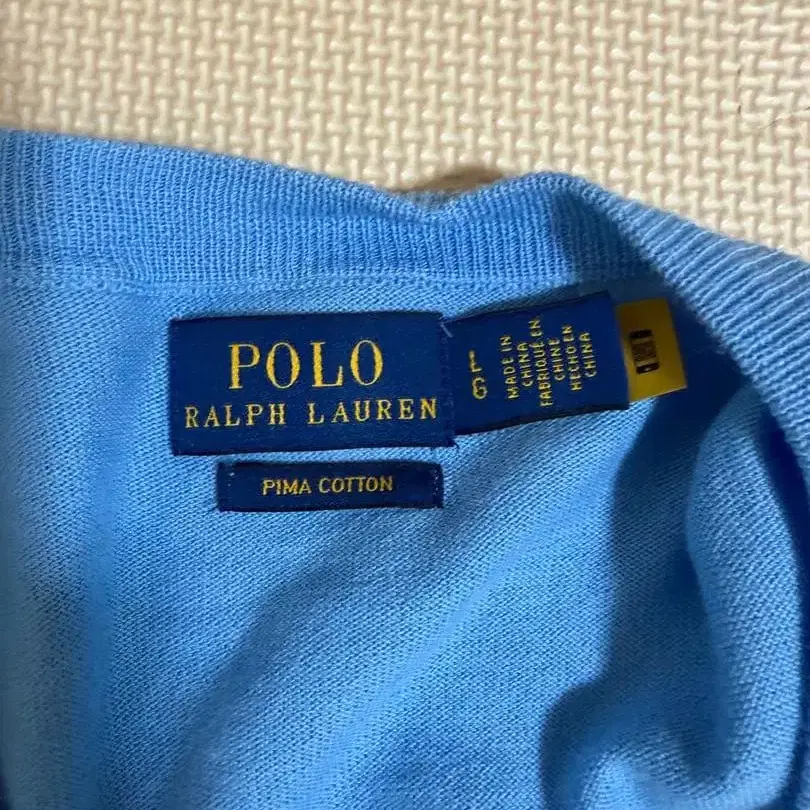 POLO
RALPH LAUREN
PIMA COTTON
L
G
MADE IN
CHINA
FABRIQUÉ EN
CHINE
HECHO EN
CHINA